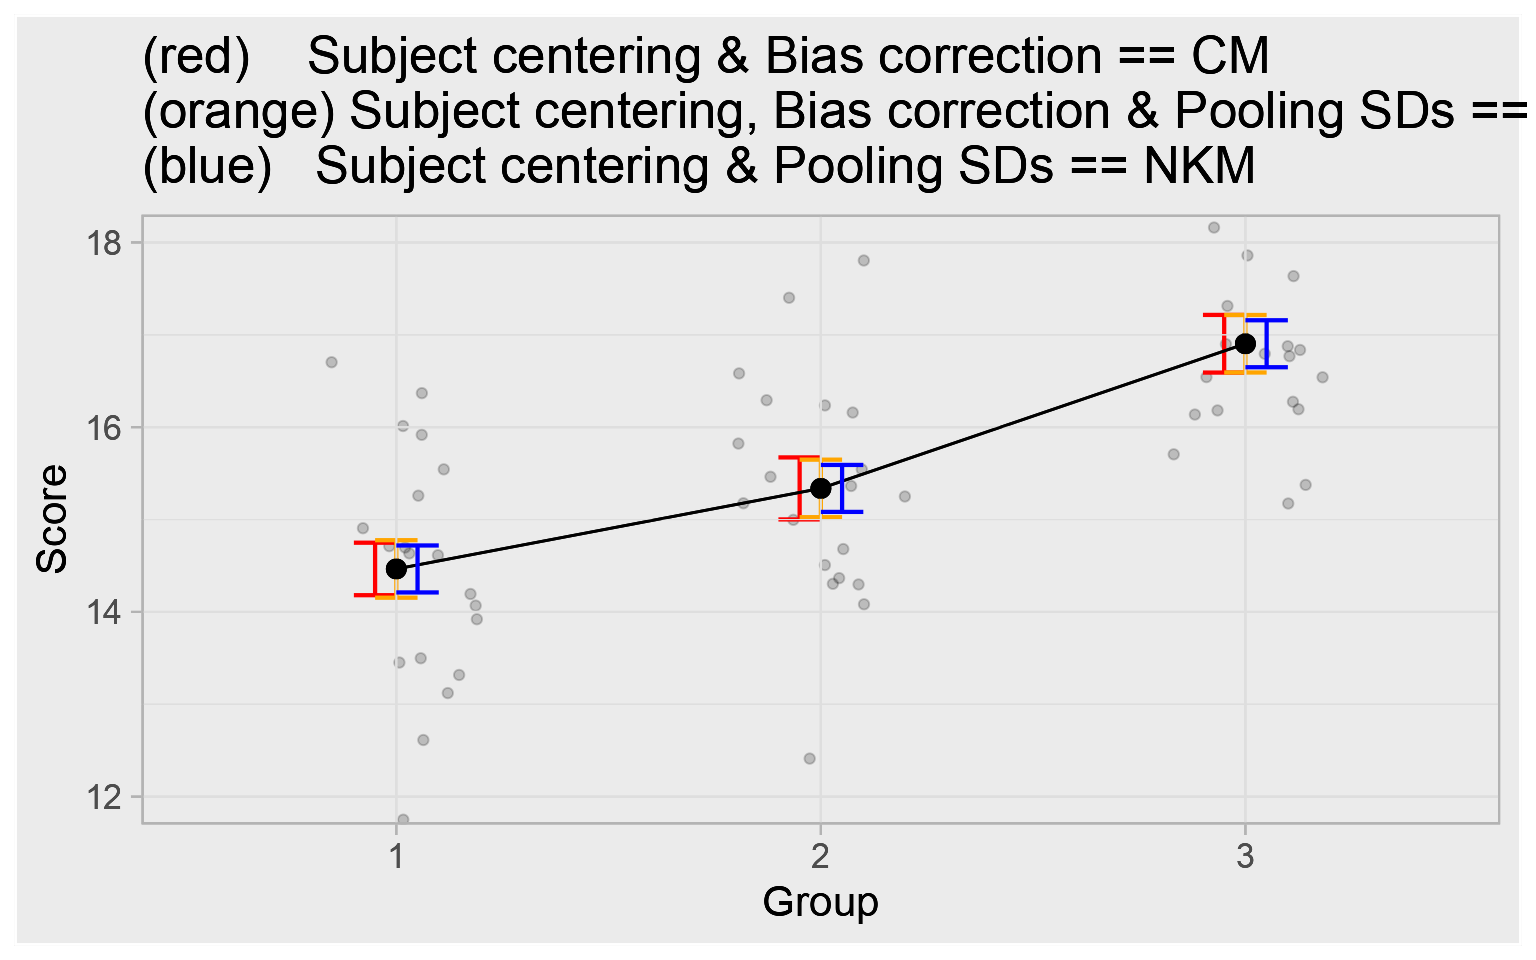 (red) Subject centering & Bias correction == CM
(orange) Subject centering, Bias correction & Pooling SDs ==
(blue) Subject centering & Pooling SDs == NKM
18
16
14
12
Score
1 2 3
Group